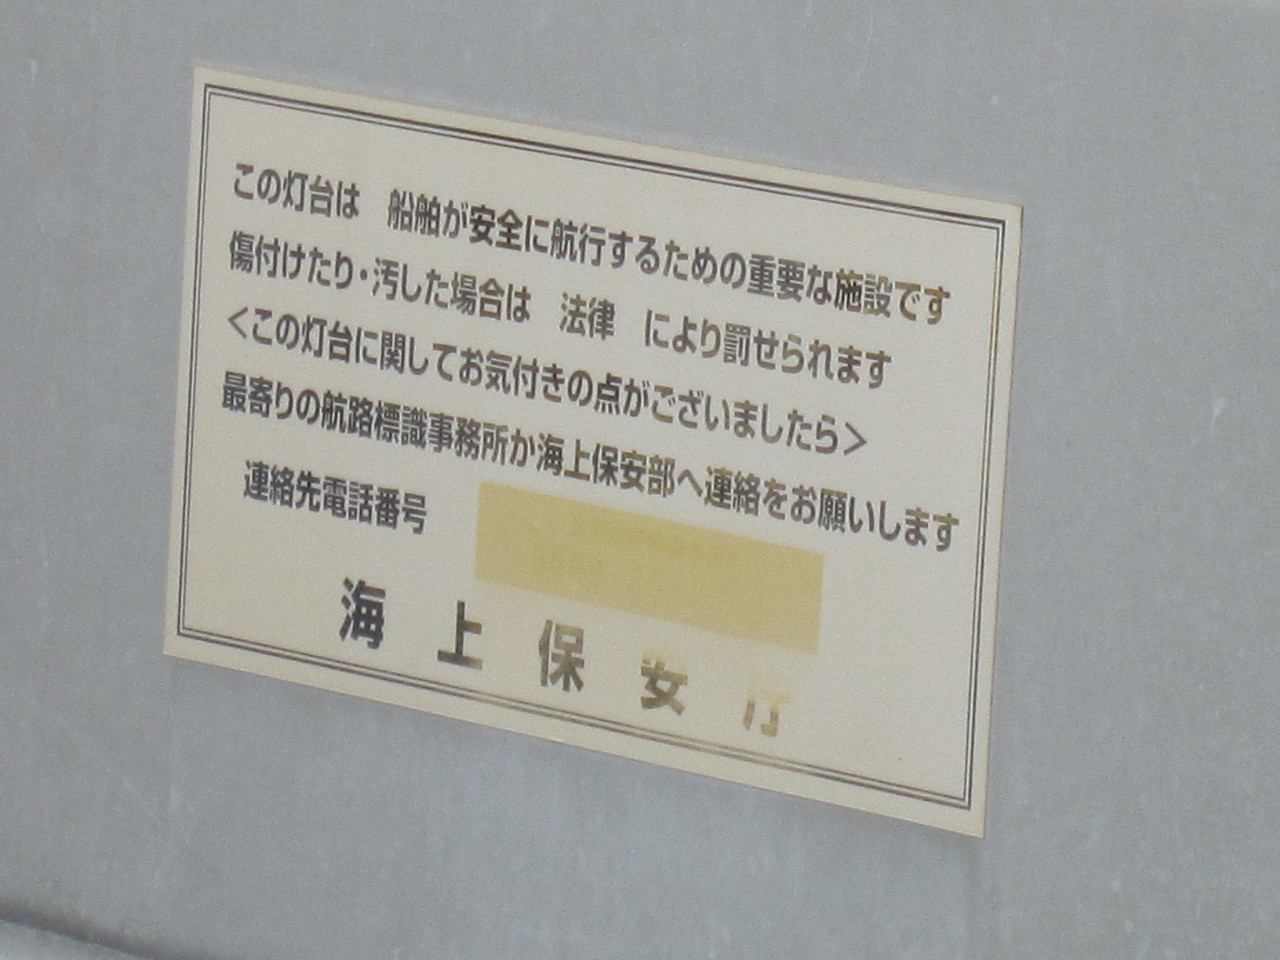 この灯台は　船舶が安全に航行するための重要な施設です
傷付けたり・汚した場合は　法律　により罰せられます
<この灯台に関してお気付きの点がございましたら>
最寄りの航路標識事務所か海上保安部へ連絡をお願いします
連絡先電話番号
海上保安庁